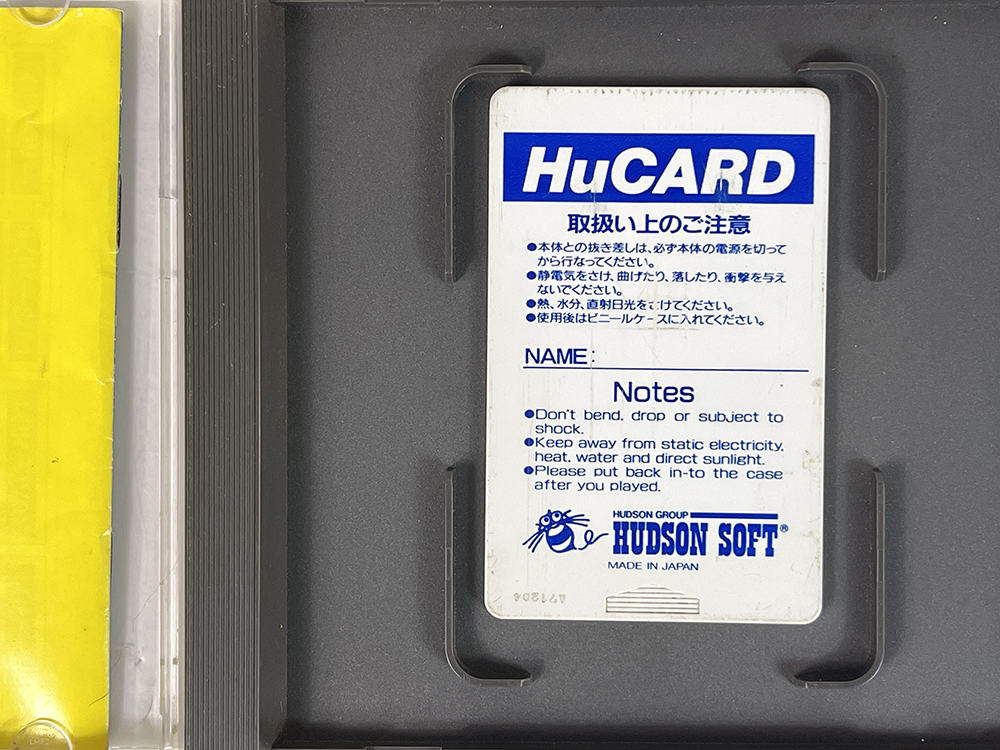 HuCARD
取扱い上のご注意
●本体との抜き差しは、必ず本体の電源を切って
から行なってください。
●静電気をさけ、曲げたり、落したり、衝撃を与え
ないでください。
●熱、水分、直射日光をさけてください。
●使用後はビニールケースに入れてください。
NAME:
Notes
●Don't bend, drop or subject to
shock.
●Keep away from static electricity,
heat, water and direct sunlight.
●Please put back in-to the case
after you played.
HUDSON GROUP
HUDSON SOFT®
MADE IN JAPAN
A71204